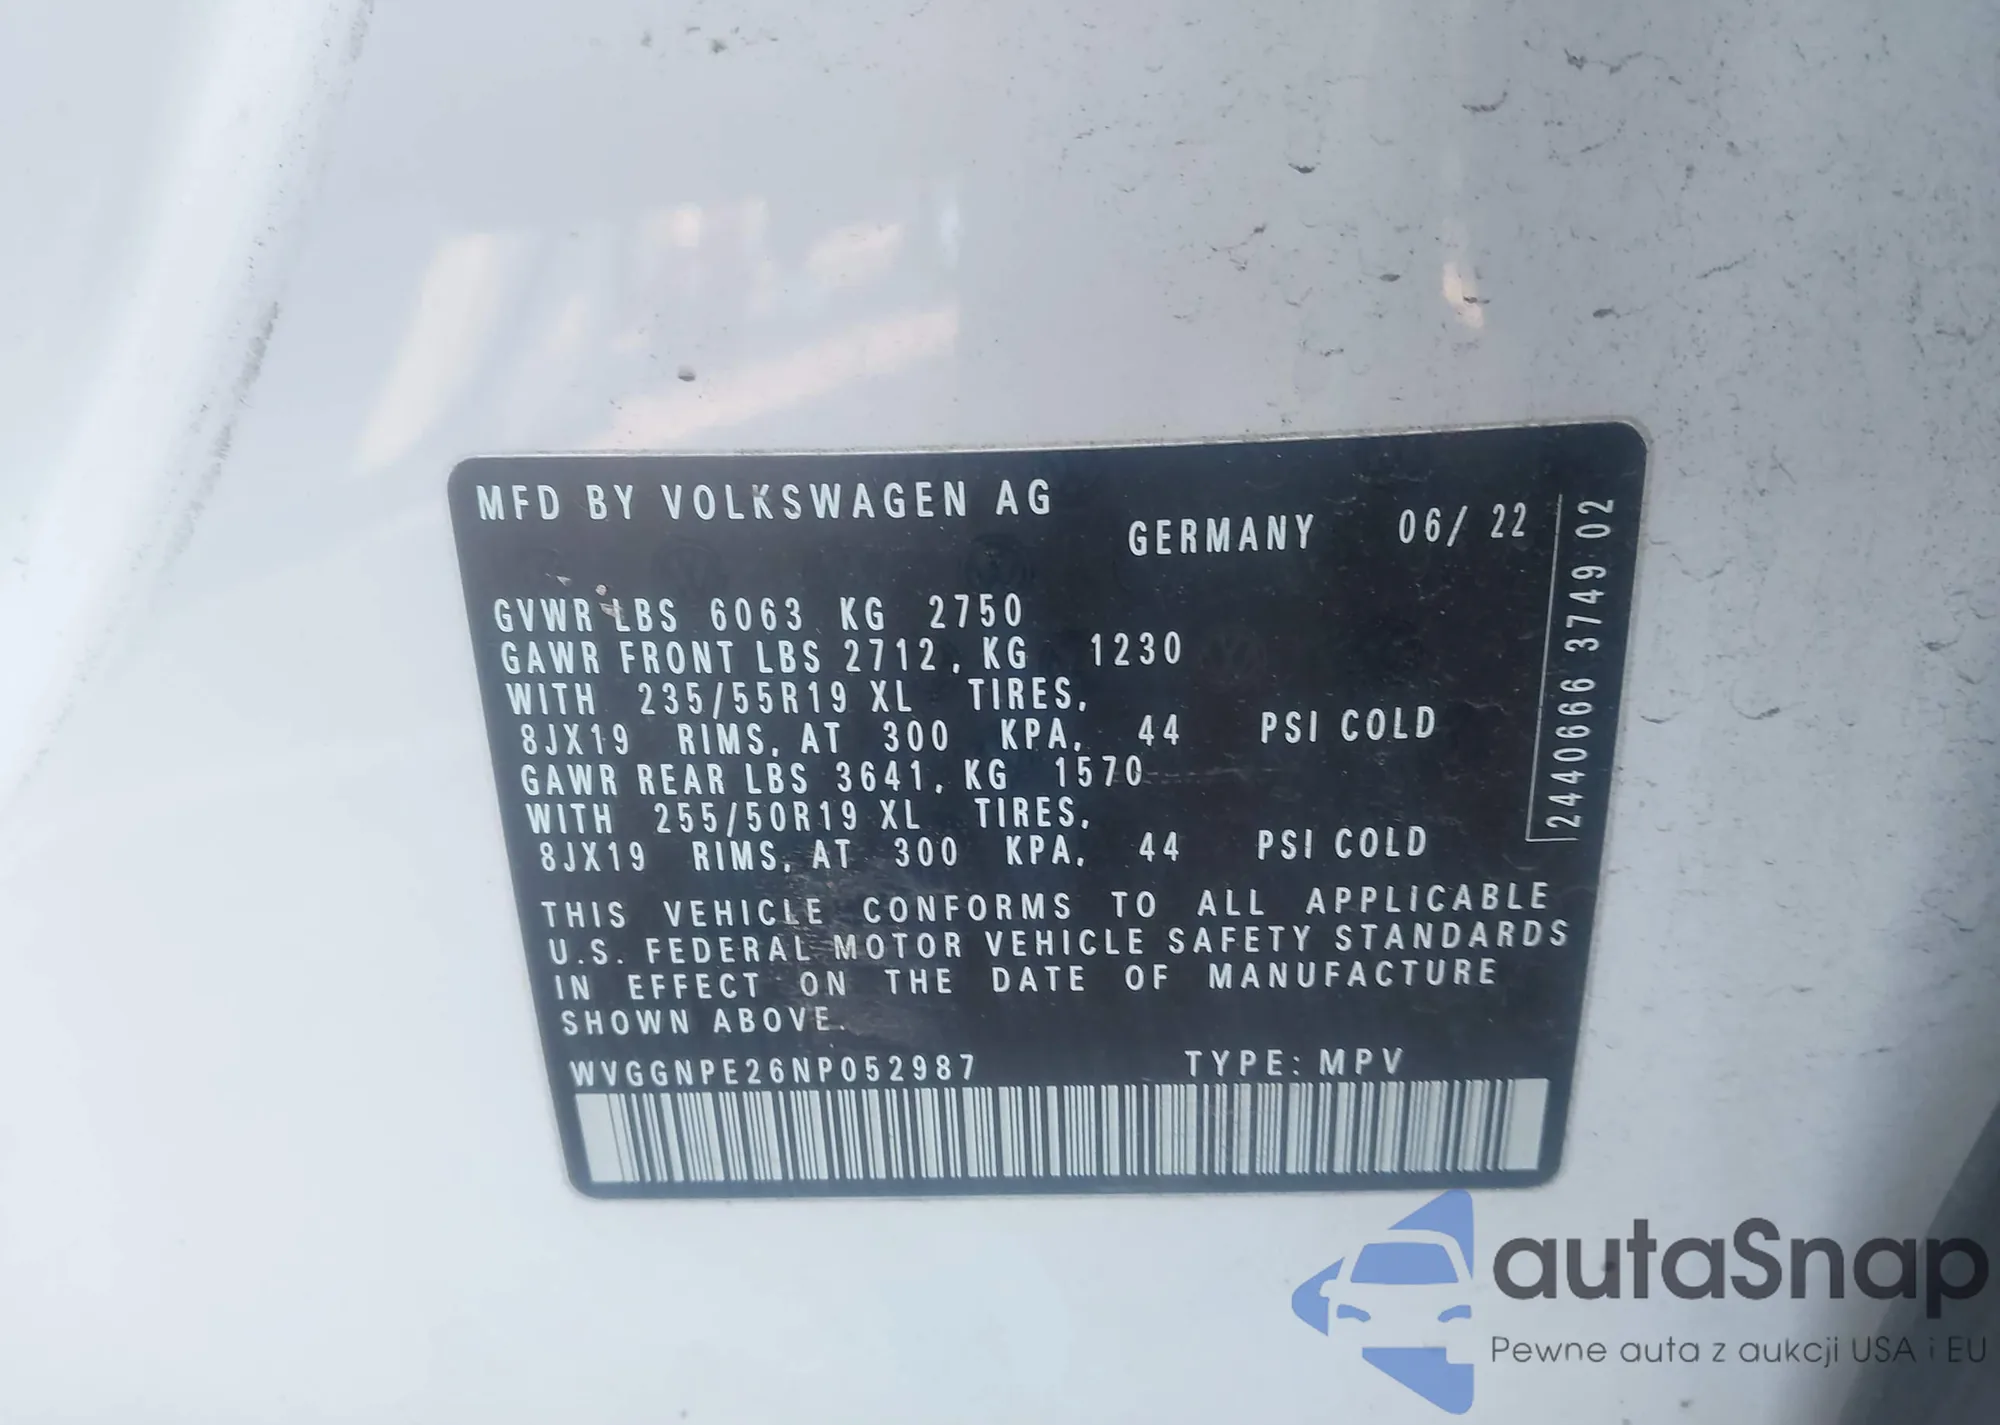 MFD BY VOLKSWAGEN AG
GERMANY 06/ 22
GVWR LBS 6063 KG 2750
GAWR FRONT LBS 2712, KG 1230
WITH 235/55R19 XL TIRES,
8JX19 RIMS, AT 300 KPA, 44 PSI COLD
GAWR REAR LBS 3641, KG 1570
WITH 255/50R19 XL TIRES,
8JX19 RIMS, AT 300 KPA, 44 PSI COLD
THIS VEHICLE CONFORMS TO ALL APPLICABLE
U.S. FEDERAL MOTOR VEHICLE SAFETY STANDARDS
IN EFFECT ON THE DATE OF MANUFACTURE
SHOWN ABOVE.
WVGGNPE26NP052987 TYPE: MPV
2440666 3749 02
autaSnap
Pewne auta z aukcji USA i EU